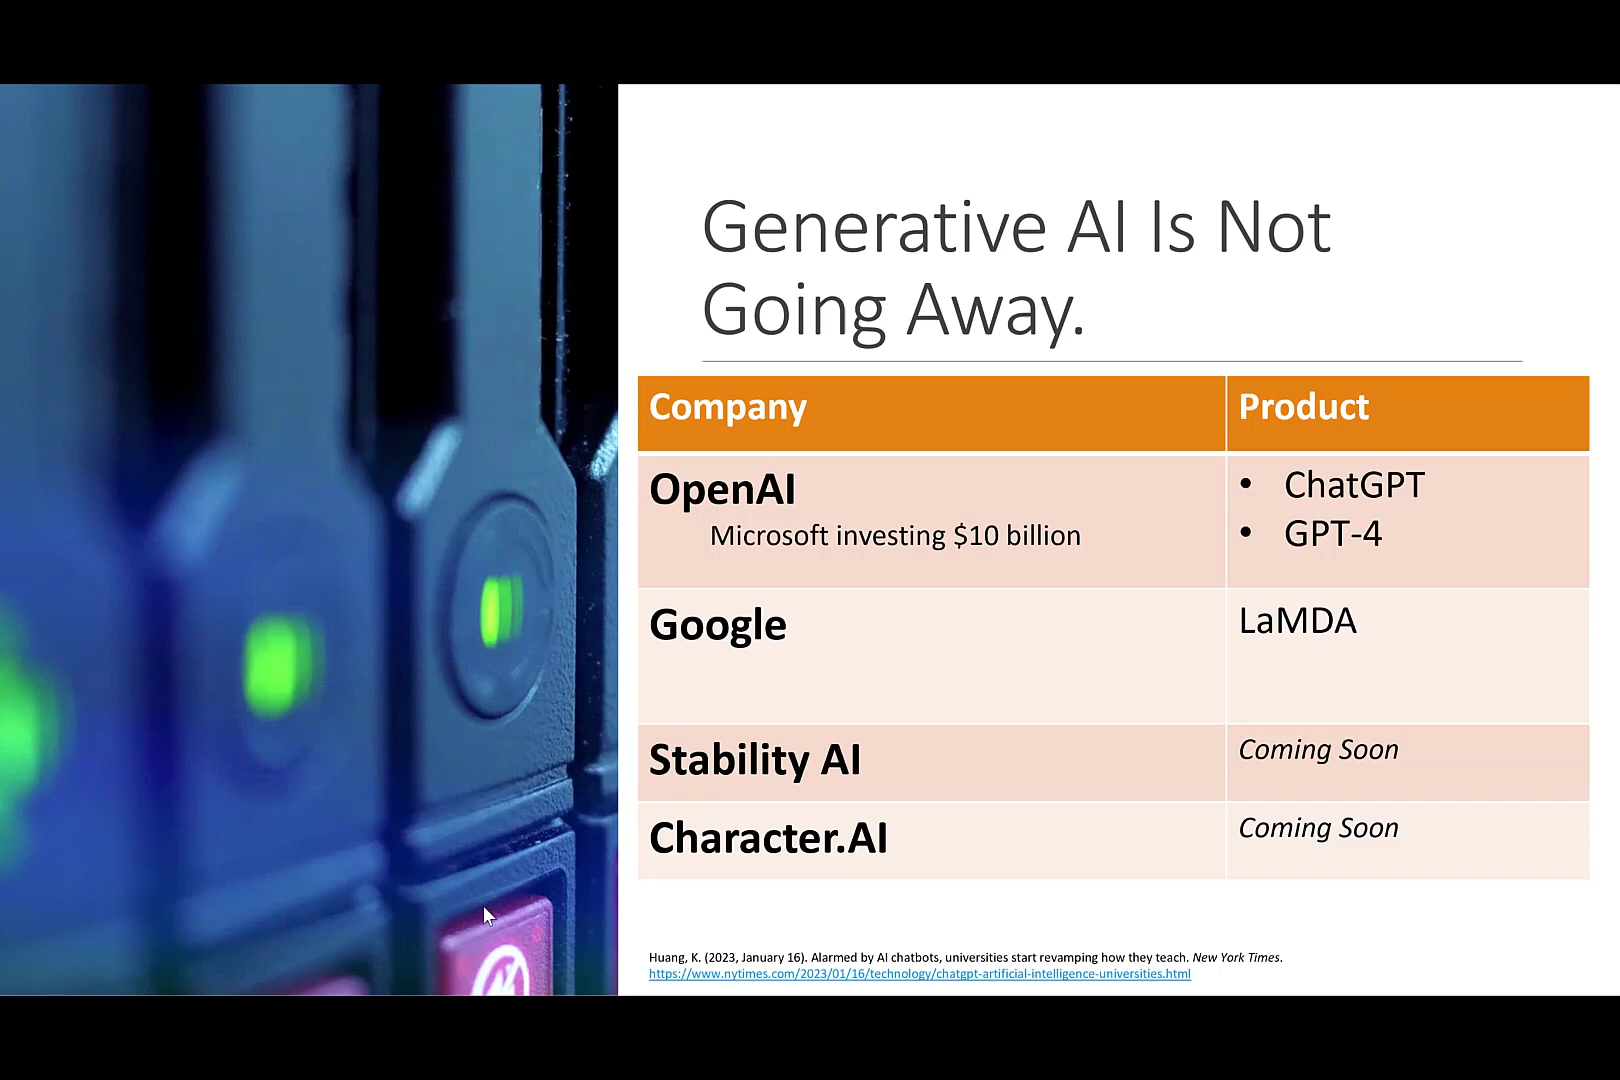 Generative AI Is Not
Going Away.
Company Product
OpenAI
Microsoft investing $10 billion
• ChatGPT
• GPT-4
Google LaMDA
Stability AI Coming Soon
Character.AI Coming Soon
Huang, K. (2023, January 16). Alarmed by AI chatbots, universities start revamping how they teach. New York Times.
https://www.nytimes.com/2023/01/16/technology/chatgpt-artificial-intelligence-universities.html